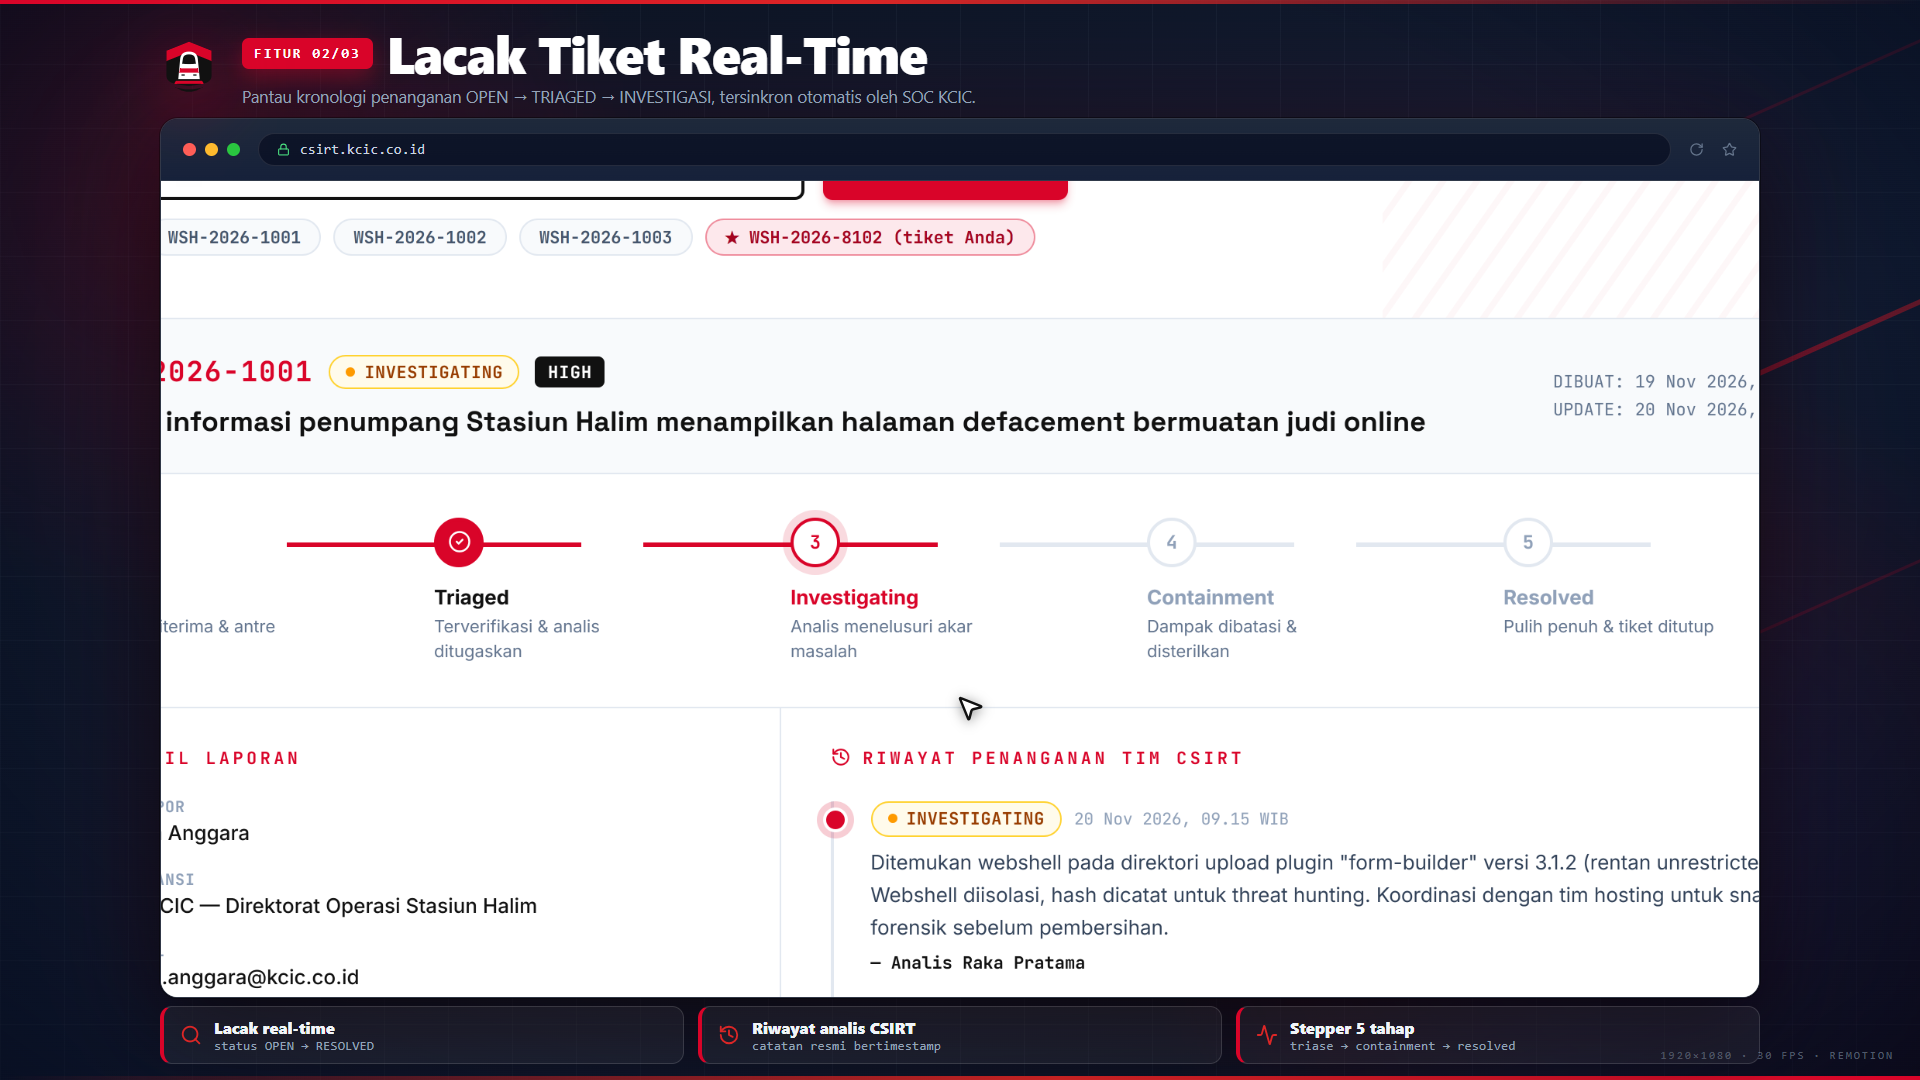 FITUR 02/03
Lacak Tiket Real-Time
Pantau kronologi penanganan OPEN → TRIAGED → INVESTIGASI, tersinkron otomatis oleh SOC KCIC.
csirt.kcic.co.id
WSH-2026-1001
WSH-2026-1002
WSH-2026-1003
★ WSH-2026-8102 (tiket Anda)
2026-1001
INVESTIGATING
HIGH
DIBUAT: 19 Nov 2026,
UPDATE: 20 Nov 2026,
informasi penumpang Stasiun Halim menampilkan halaman defacement bermuatan judi online
3
4
5
Triaged
Investigating
Containment
Resolved
iterima & antre
Terverifikasi & analis
ditugaskan
Analis menelusuri akar
masalah
Dampak dibatasi &
disterilkan
Pulih penuh & tiket ditutup
IL LAPORAN
POR
Anggara
ANSI
CIC — Direktorat Operasi Stasiun Halim
.anggara@kcic.co.id
RIWAYAT PENANGANAN TIM CSIRT
INVESTIGATING
20 Nov 2026, 09.15 WIB
Ditemukan webshell pada direktori upload plugin "form-builder" versi 3.1.2 (rentan unrestricte
Webshell diisolasi, hash dicatat untuk threat hunting. Koordinasi dengan tim hosting untuk sna
forensik sebelum pembersihan.
— Analis Raka Pratama
Lacak real-time
status OPEN → RESOLVED
Riwayat analis CSIRT
catatan resmi bertimestamp
Stepper 5 tahap
triase → containment → resolved
1920×1080 · 30 FPS · REMOTION